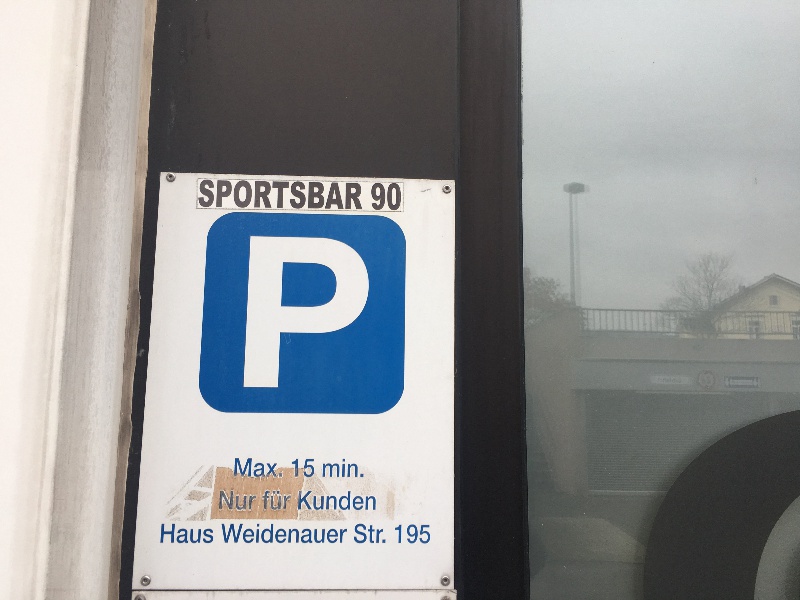 SPORTSBAR 90
P
Max. 15 min.
Nur für Kunden
Haus Weidenauer Str. 195